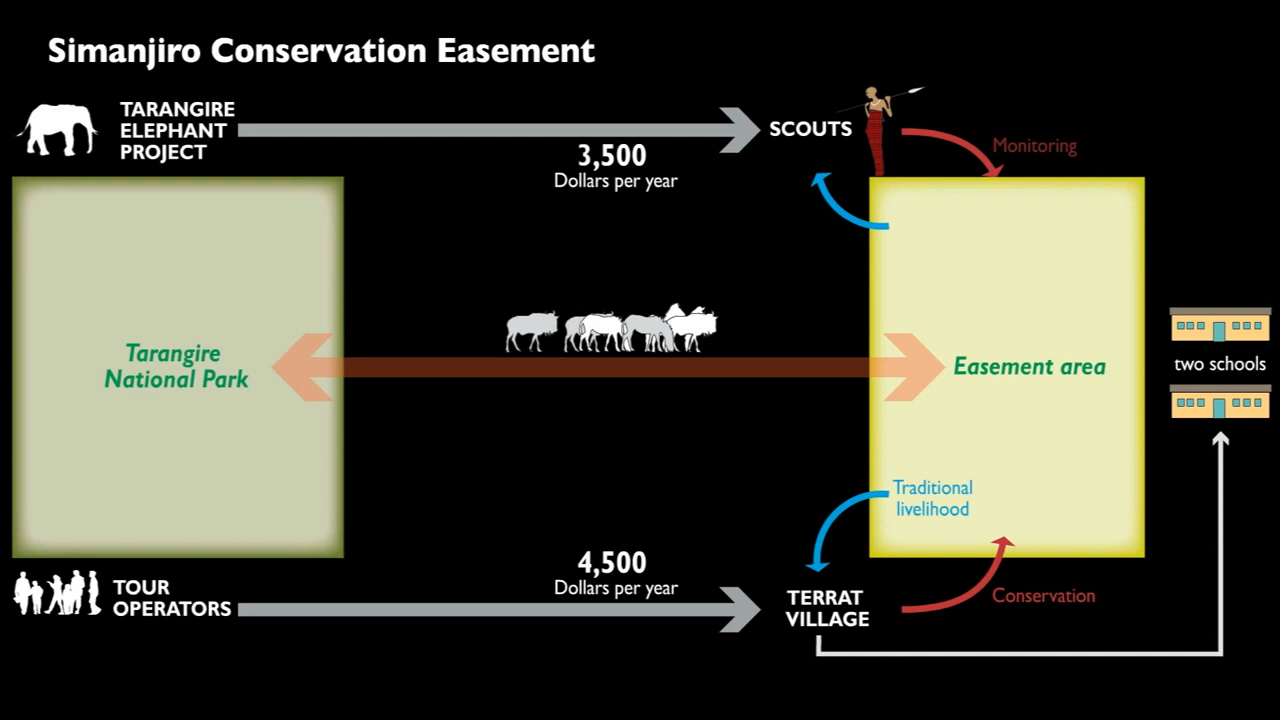 Simanjiro Conservation Easement
TARANGIRE
ELEPHANT
PROJECT
3,500
Dollars per year
SCOUTS
Monitoring
Tarangire
National Park
Easement area
two schools
Traditional
livelihood
TOUR
OPERATORS
4,500
Dollars per year
TERRAT
VILLAGE
Conservation